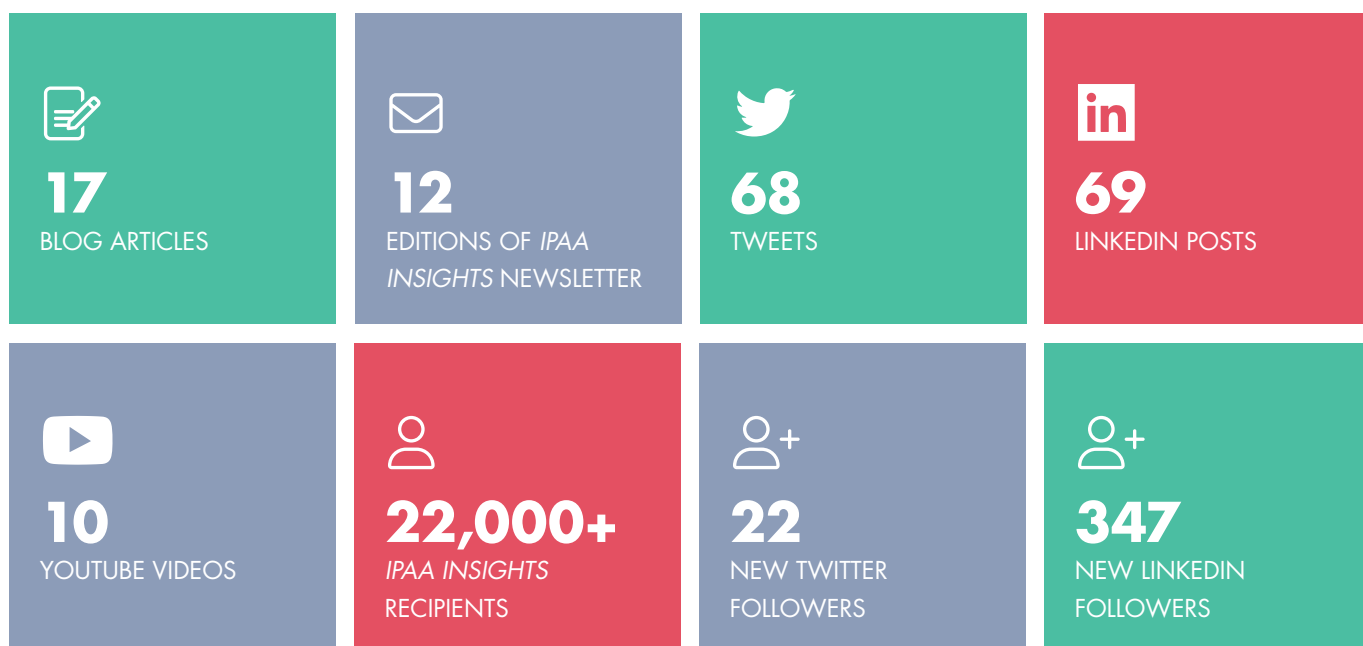 17
BLOG ARTICLES
12
EDITIONS OF IPAA
INSIGHTS NEWSLETTER
68
TWEETS
in
69
LINKEDIN POSTS
10
YOUTUBE VIDEOS
22,000+
IPAA INSIGHTS
RECIPIENTS
22
NEW TWITTER
FOLLOWERS
347
NEW LINKEDIN
FOLLOWERS